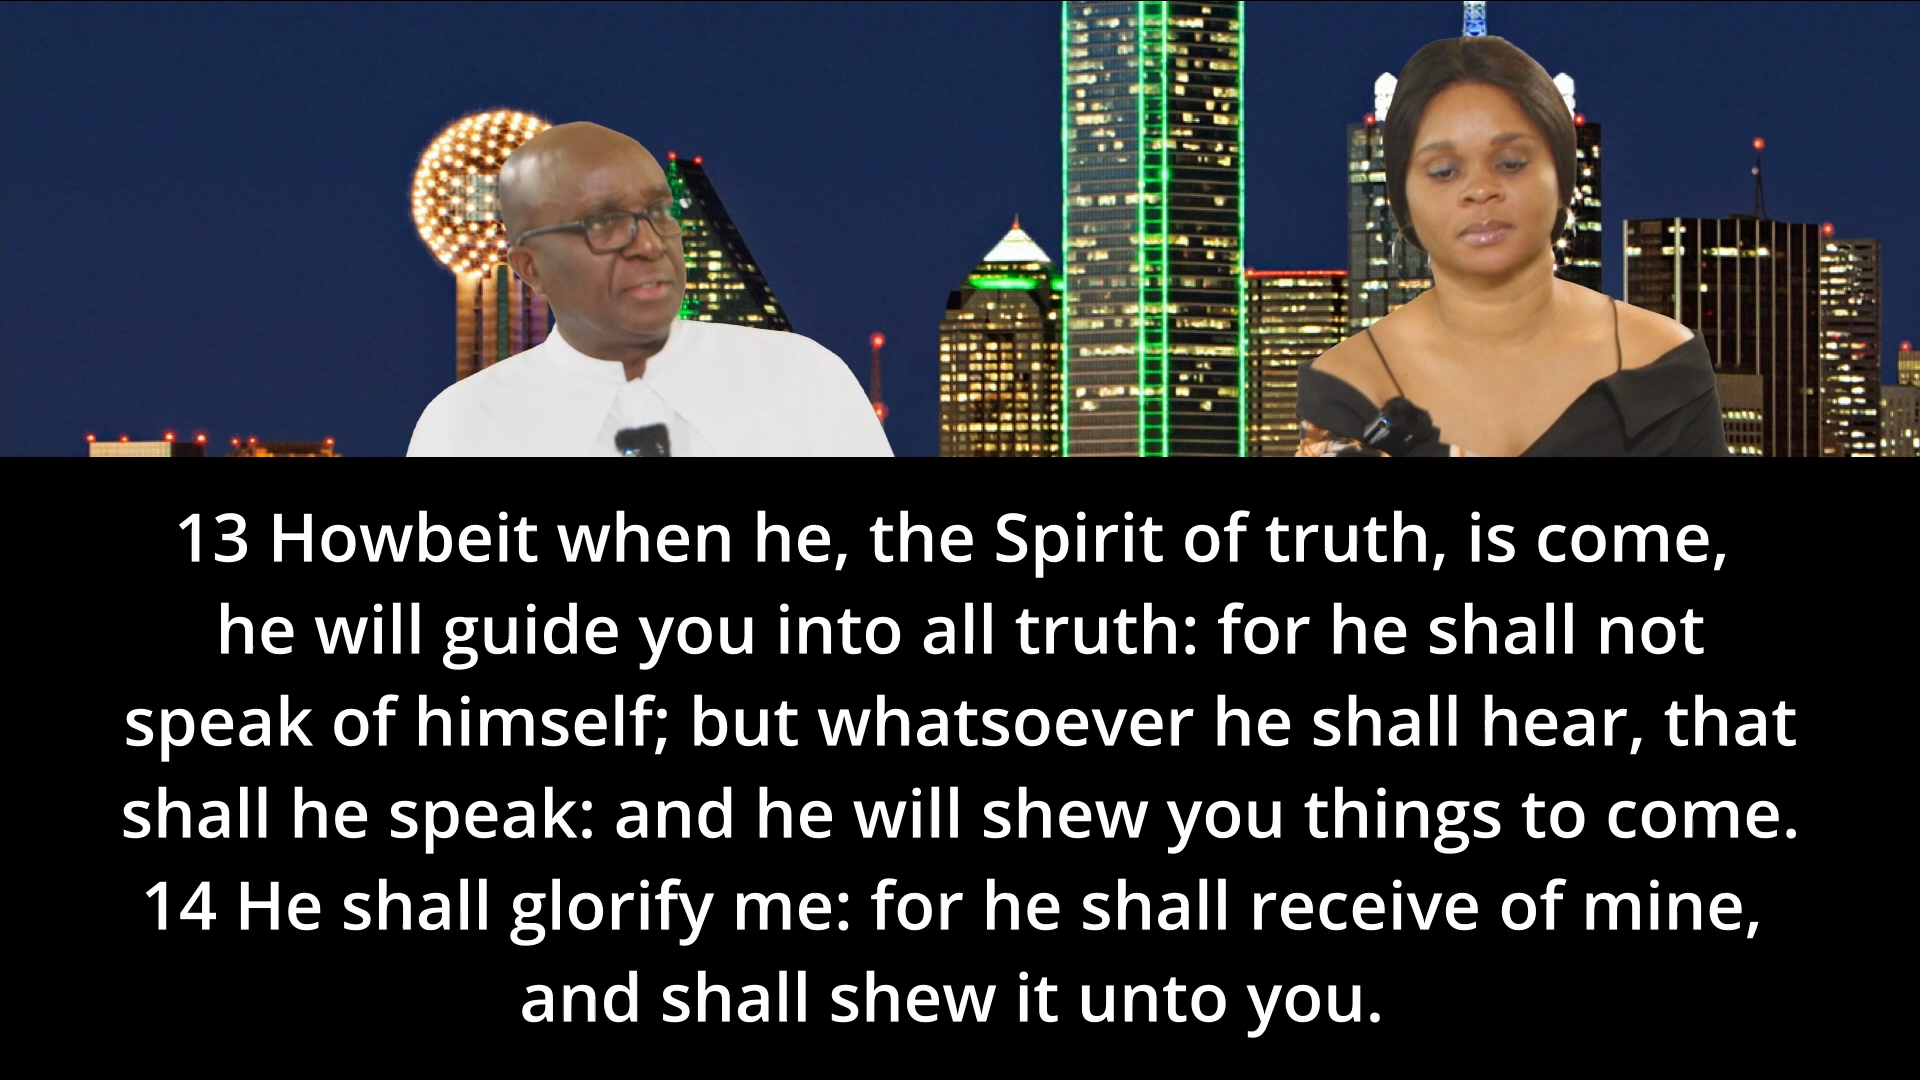 13 Howbeit when he, the Spirit of truth, is come,
he will guide you into all truth: for he shall not
speak of himself; but whatsoever he shall hear, that
shall he speak: and he will shew you things to come.
14 He shall glorify me: for he shall receive of mine,
and shall shew it unto you.